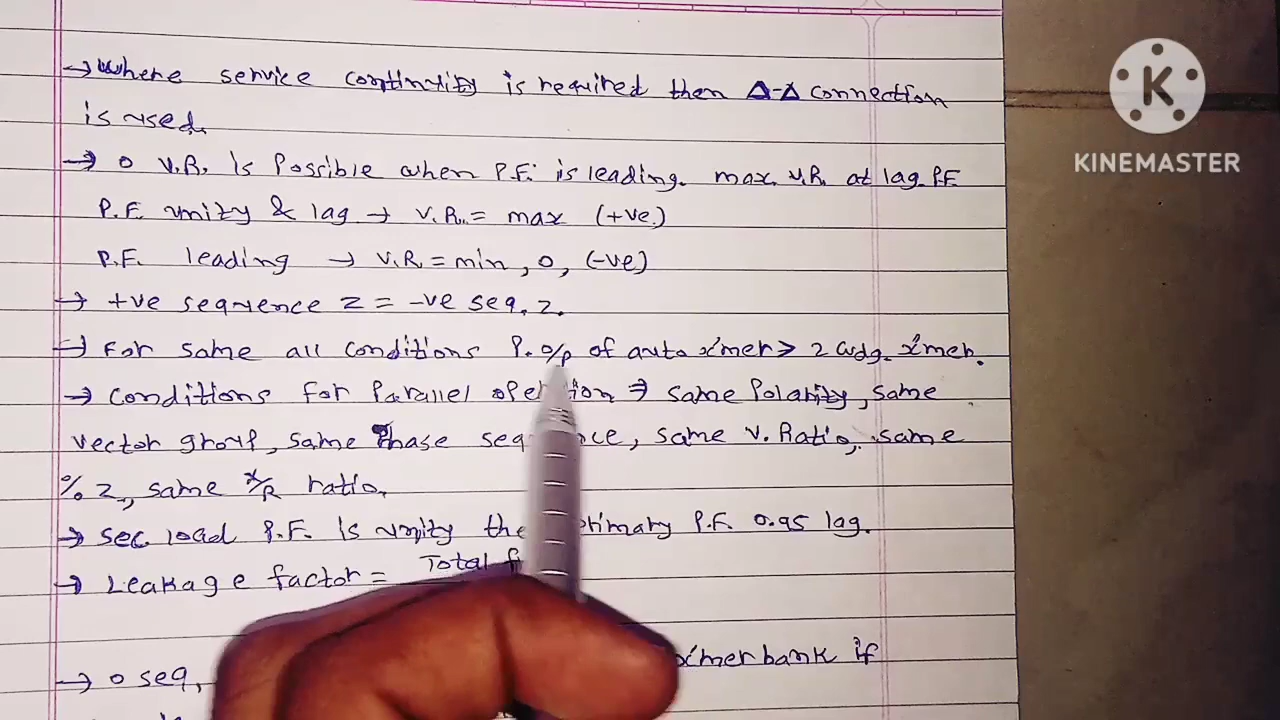 → Where service continuity is required then Δ-Δ connection
is used.
→ 0 V.R. is possible when P.F. is leading. max. V.R. at lag P.F.
P.F. unity & lag → V.R. = max (+ve)
P.F. leading → V.R. = min, 0, (-ve)
→ +ve sequence Z = -ve seq. Z.
→ For same all conditions P. o/p of auto x'mer > 2 wdg. x'mer.
→ Conditions for parallel ⇒ same Polarity, same
vector group, same Phase same V. Ratio, same
% Z, same X/R ratio.
→ sec. load P.F. is unity primary P.F. 0.95 lag.
→ Leakage factor = Total
→ 0 seq. x'mer bank if
KINEMASTER